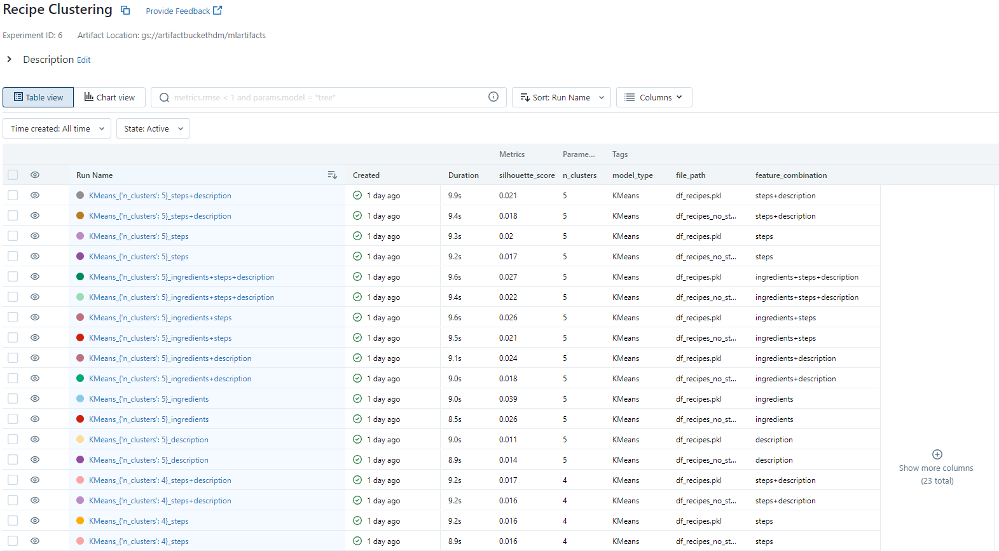 Recipe Clustering Provide Feedback
Experiment ID: 6 Artifact Location: gs://artifactbuckethdm/mlartifacts
Description Edit
Table view Chart view metrics.rmse < 1 and params.model = "tree" Sort: Run Name Columns
Time created: All time State: Active
Metrics Parame... Tags
Run Name Created Duration silhouette_score n_clusters model_type file_path feature_combination
KMeans_{'n_clusters': 5}_steps+description 1 day ago 9.9s 0.021 5 KMeans df_recipes.pkl steps+description
KMeans_{'n_clusters': 5}_steps+description 1 day ago 9.4s 0.018 5 KMeans df_recipes_no_st... steps+description
KMeans_{'n_clusters': 5}_steps 1 day ago 9.3s 0.02 5 KMeans df_recipes.pkl steps
KMeans_{'n_clusters': 5}_steps 1 day ago 9.2s 0.017 5 KMeans df_recipes_no_st... steps
KMeans_{'n_clusters': 5}_ingredients+steps+description 1 day ago 9.6s 0.027 5 KMeans df_recipes.pkl ingredients+steps+description
KMeans_{'n_clusters': 5}_ingredients+steps+description 1 day ago 9.4s 0.022 5 KMeans df_recipes_no_st... ingredients+steps+description
KMeans_{'n_clusters': 5}_ingredients+steps 1 day ago 9.6s 0.026 5 KMeans df_recipes.pkl ingredients+steps
KMeans_{'n_clusters': 5}_ingredients+steps 1 day ago 9.5s 0.021 5 KMeans df_recipes_no_st... ingredients+steps
KMeans_{'n_clusters': 5}_ingredients+description 1 day ago 9.1s 0.024 5 KMeans df_recipes.pkl ingredients+description
KMeans_{'n_clusters': 5}_ingredients+description 1 day ago 9.0s 0.018 5 KMeans df_recipes_no_st... ingredients+description
KMeans_{'n_clusters': 5}_ingredients 1 day ago 9.0s 0.039 5 KMeans df_recipes.pkl ingredients
KMeans_{'n_clusters': 5}_ingredients 1 day ago 8.5s 0.026 5 KMeans df_recipes_no_st... ingredients
KMeans_{'n_clusters': 5}_description 1 day ago 9.0s 0.011 5 KMeans df_recipes.pkl description
KMeans_{'n_clusters': 5}_description 1 day ago 8.9s 0.014 5 KMeans df_recipes_no_st... description
KMeans_{'n_clusters': 4}_steps+description 1 day ago 9.2s 0.017 4 KMeans df_recipes.pkl steps+description
KMeans_{'n_clusters': 4}_steps+description 1 day ago 9.2s 0.016 4 KMeans df_recipes_no_st... steps+description
KMeans_{'n_clusters': 4}_steps 1 day ago 9.2s 0.016 4 KMeans df_recipes.pkl steps
KMeans_{'n_clusters': 4}_steps 1 day ago 8.9s 0.016 4 KMeans df_recipes_no_st... steps
Show more columns
(23 total)